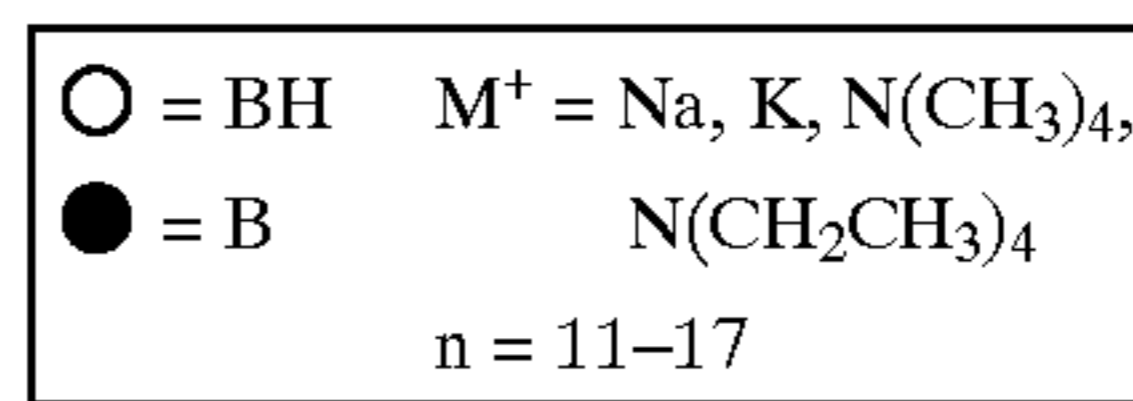 = BH M⁺ = Na, K, N(CH₃)₄,
= B N(CH₂CH₃)₄
n = 11–17